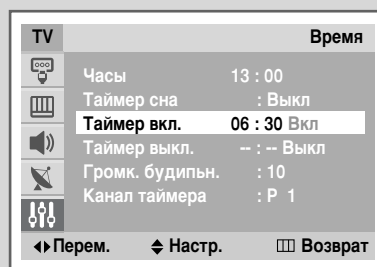 TV Время
Часы 13 : 00
Таймер сна : Выкл
Таймер вкл. 06 : 30 Вкл
Таймер выкл. -- : -- Выкл
Громк. будипьн. : 10
Канал таймера : P 1
Перем. Настр. Возврат